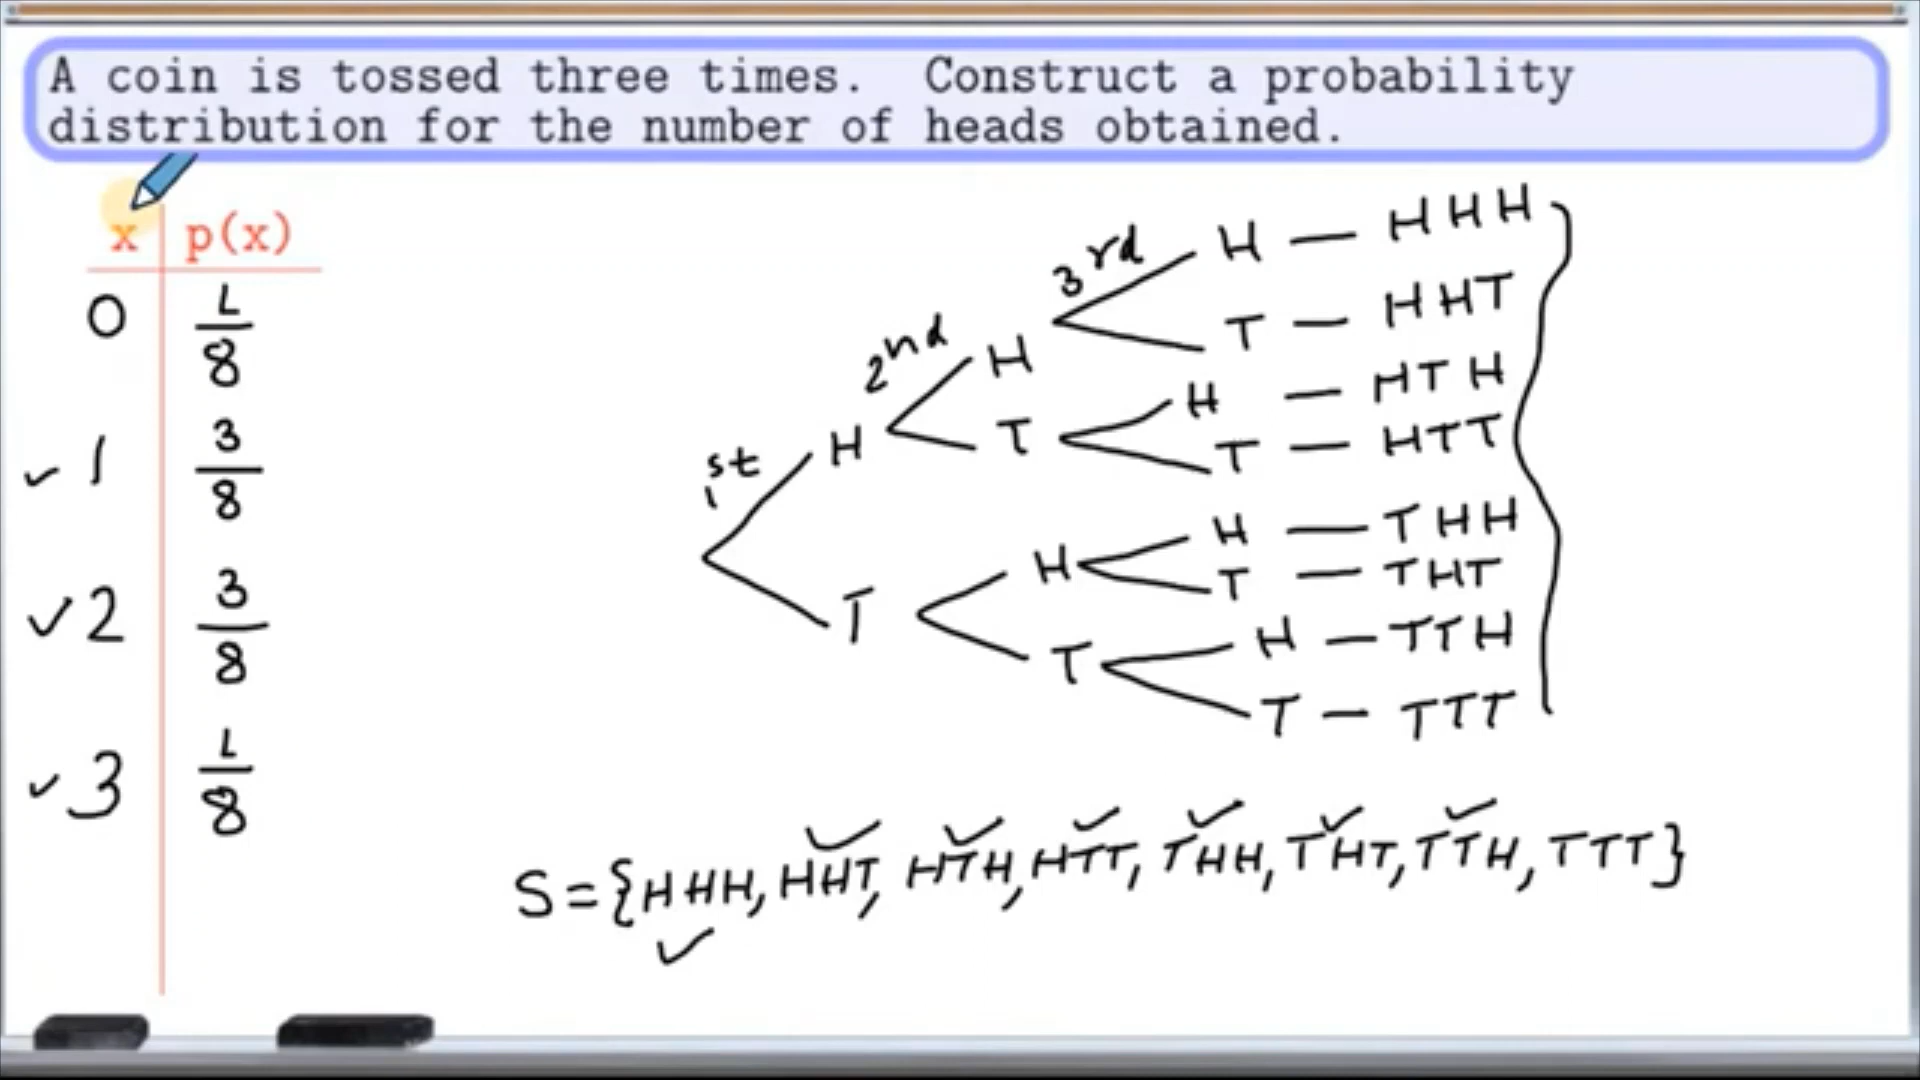 A coin is tossed three times. Construct a probability
distribution for the number of heads obtained.
x p(x)
0 1/8
✓ 1 3/8
✓ 2 3/8
✓ 3 1/8
1st 2nd 3rd
H — HHH
H
T — HHT
H
H — HTH
T
T — HTT
H — THH
H
T — THT
T
H — TTH
T
T — TTT
S = {HHH, HHT, HTH, HTT, THH, THT, TTH, TTT}